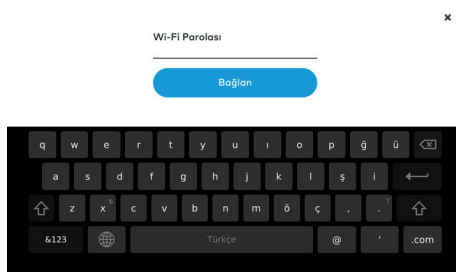 ×
Wi-Fi Parolası
Bağlan
q w e r t y u ı o p ğ ü
a s d f g h j k l ş i
z x ₺ c v b n m ö ç , . ?
&123 Türkçe @ ' .com